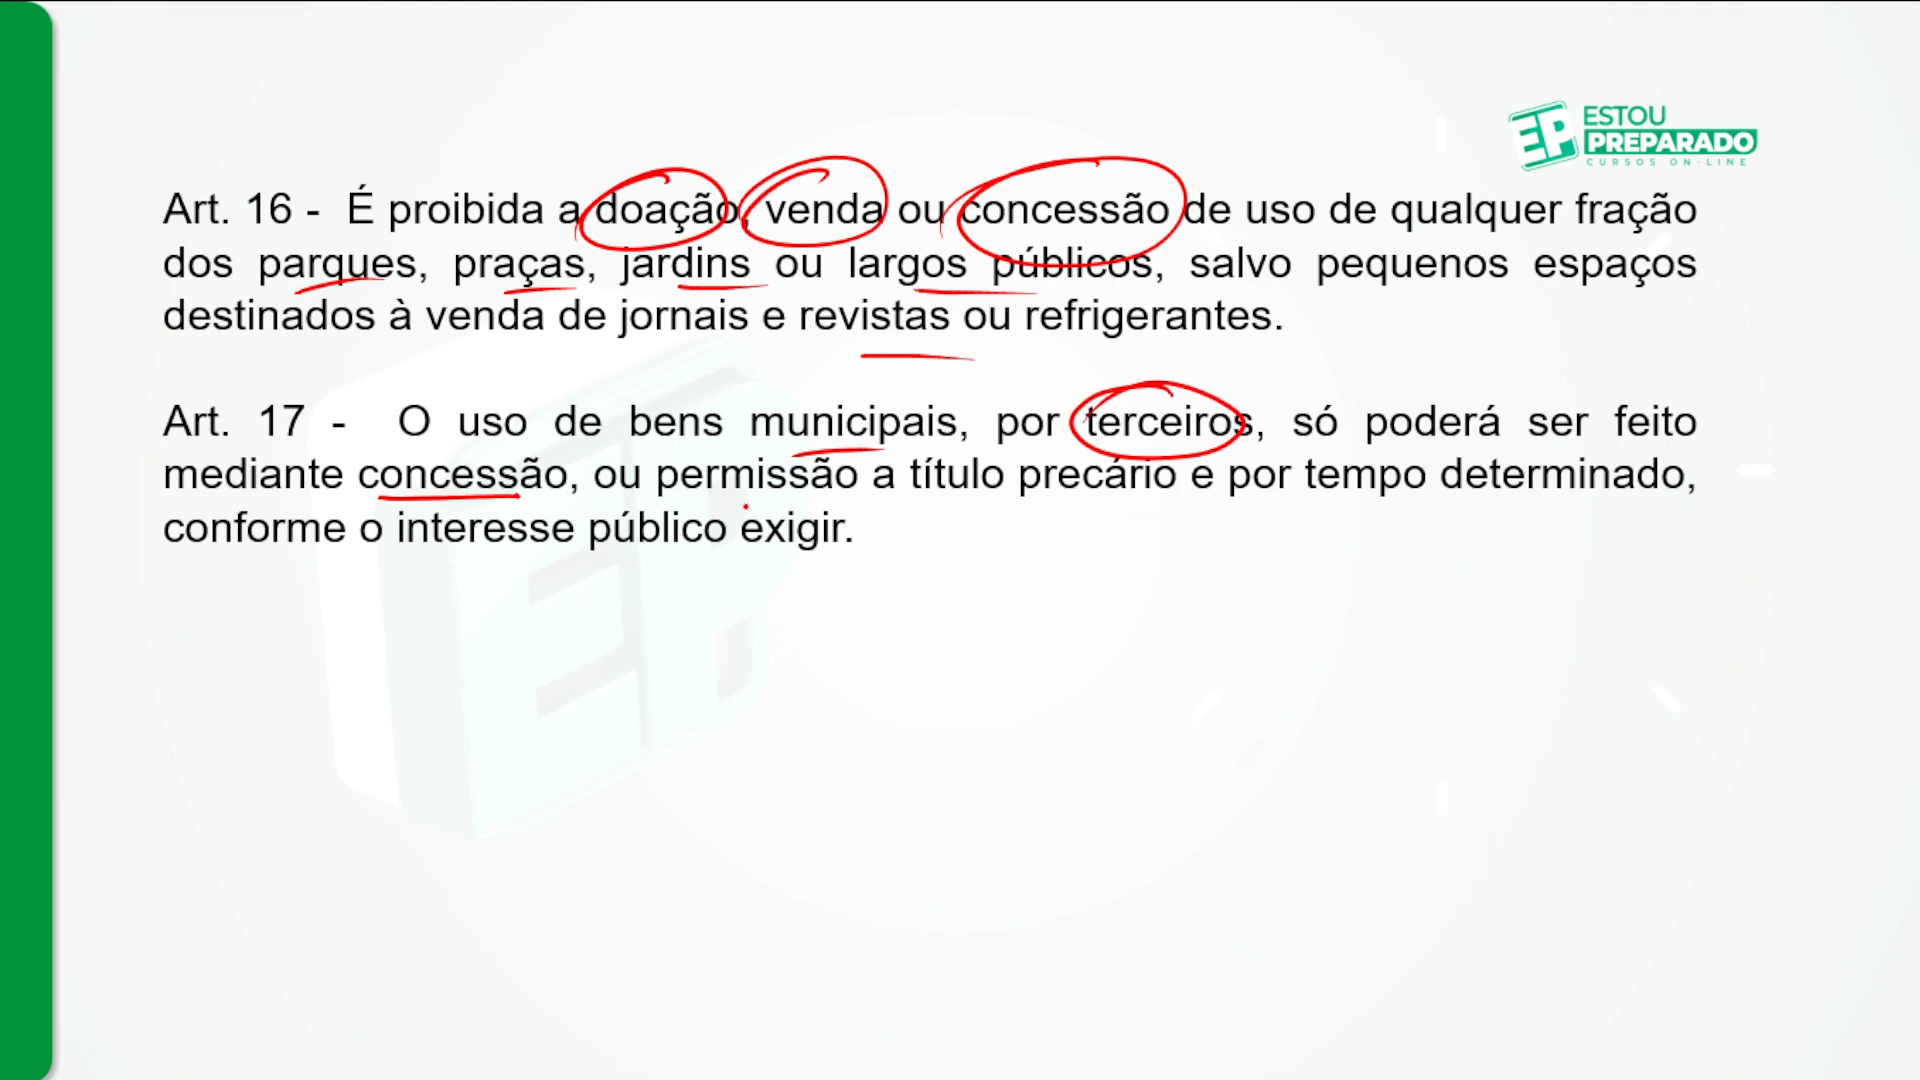 ESTOU
EP PREPARADO
CURSOS ON-LINE
Art. 16 - É proibida a doação, venda ou concessão de uso de qualquer fração
dos parques, praças, jardins ou largos públicos, salvo pequenos espaços
destinados à venda de jornais e revistas ou refrigerantes.
Art. 17 - O uso de bens municipais, por terceiros, só poderá ser feito
mediante concessão, ou permissão a título precário e por tempo determinado,
conforme o interesse público exigir.
EP